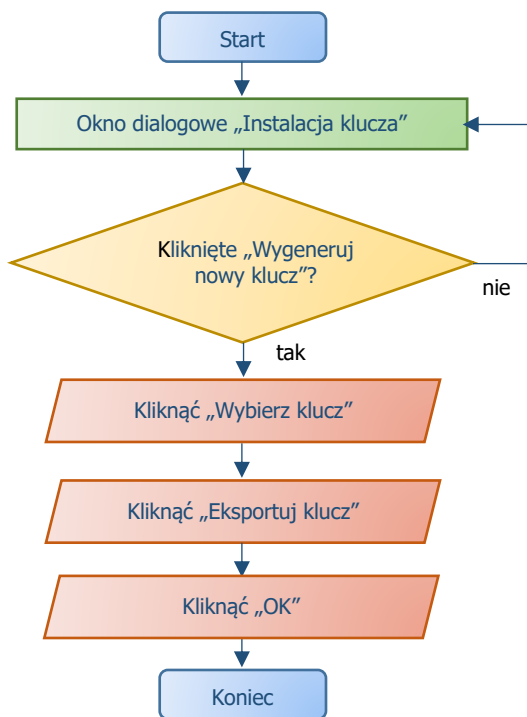 Start
Okno dialogowe „Instalacja klucza”
Kliknięte „Wygeneruj
nowy klucz”?
nie
tak
Kliknąć „Wybierz klucz”
Kliknąć „Eksportuj klucz”
Kliknąć „OK”
Koniec